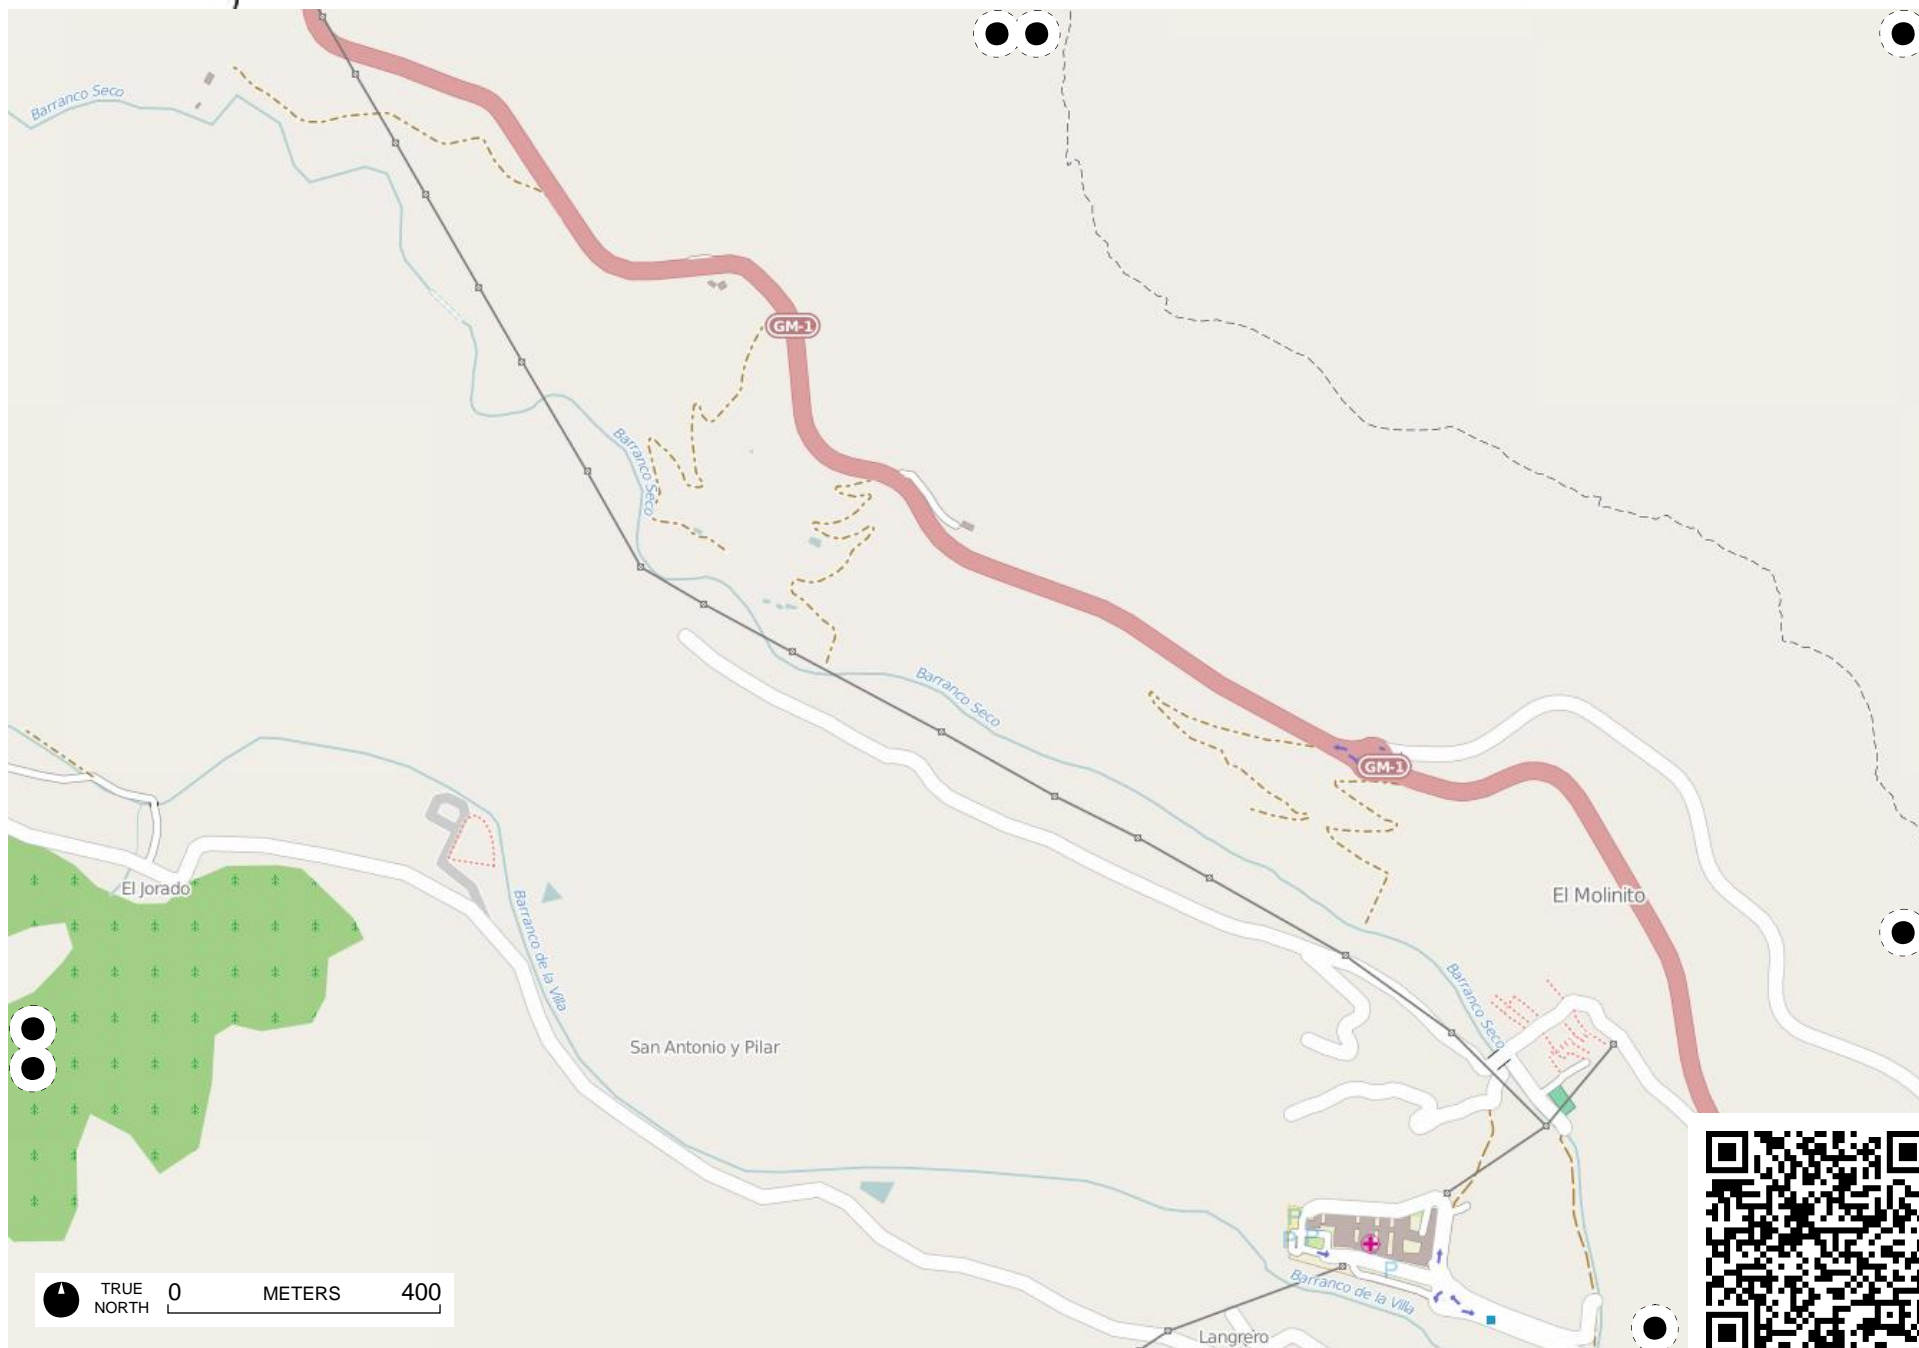 Barranco Seco
GM-1
Barranco Seco
Barranco Seco
GM-1
El Jorado
El Molinito
Barranco de la Villa
Barranco Seco
San Antonio y Pilar
P
P
P
P
Barranco de la Villa
Langrero
TRUE
NORTH
0 METERS 400